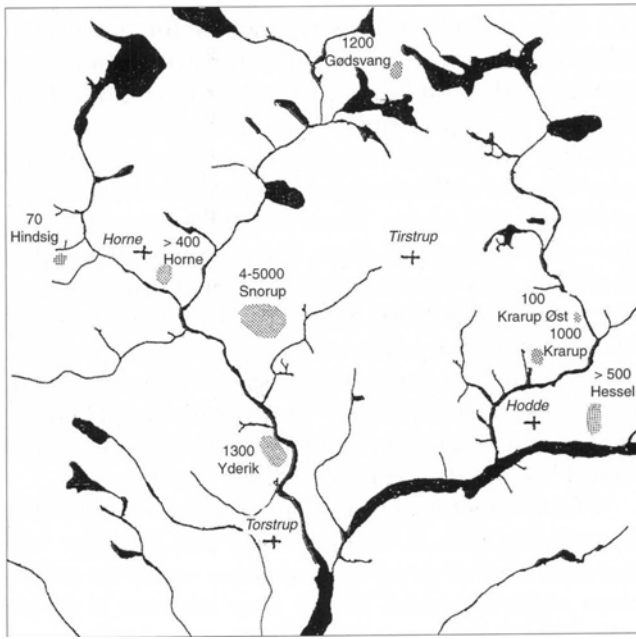 1200
Gødsvang
70
Hindsig
Horne
> 400
Horne
Tirstrup
4-5000
Snorup
100
Krarup Øst
1000
Krarup
> 500
Hessel
Hodde
1300
Yderik
Torstrup